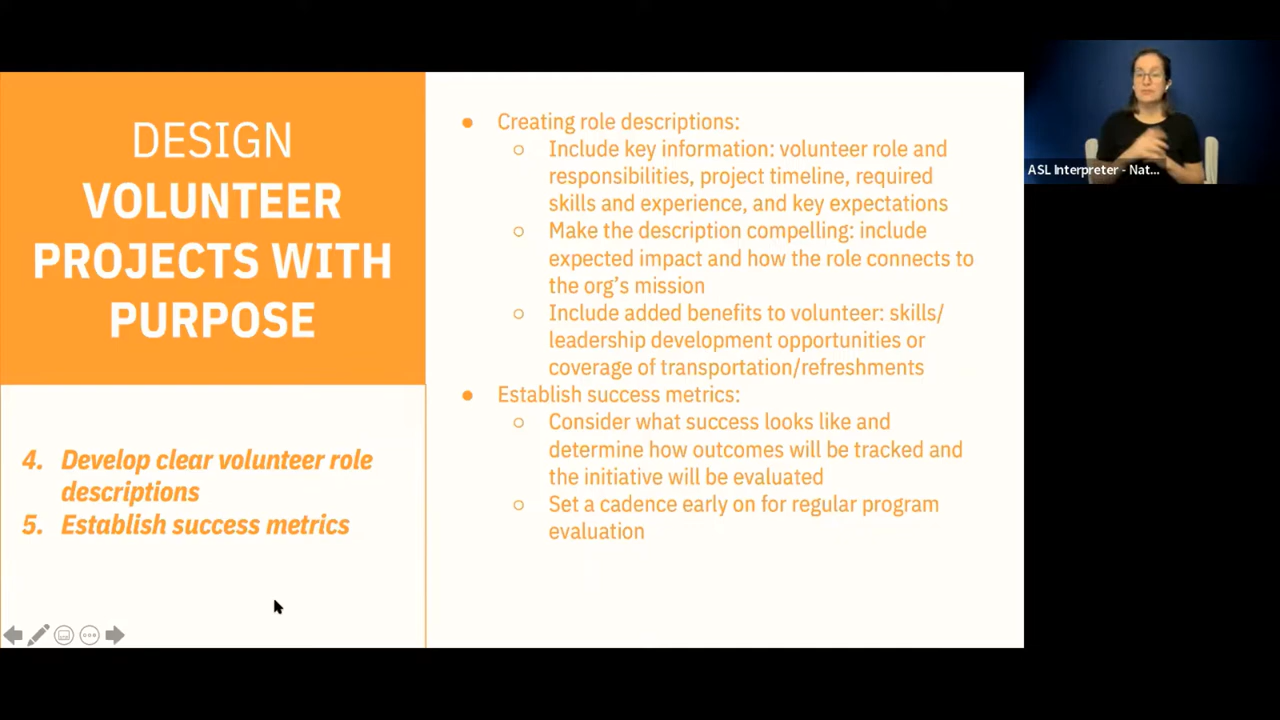 DESIGN
VOLUNTEER
PROJECTS WITH
PURPOSE
4. Develop clear volunteer role
descriptions
5. Establish success metrics
● Creating role descriptions:
○ Include key information: volunteer role and
responsibilities, project timeline, required
skills and experience, and key expectations
○ Make the description compelling: include
expected impact and how the role connects to
the org's mission
○ Include added benefits to volunteer: skills/
leadership development opportunities or
coverage of transportation/refreshments
● Establish success metrics:
○ Consider what success looks like and
determine how outcomes will be tracked and
the initiative will be evaluated
○ Set a cadence early on for regular program
evaluation
ASL Interpreter - Nat...